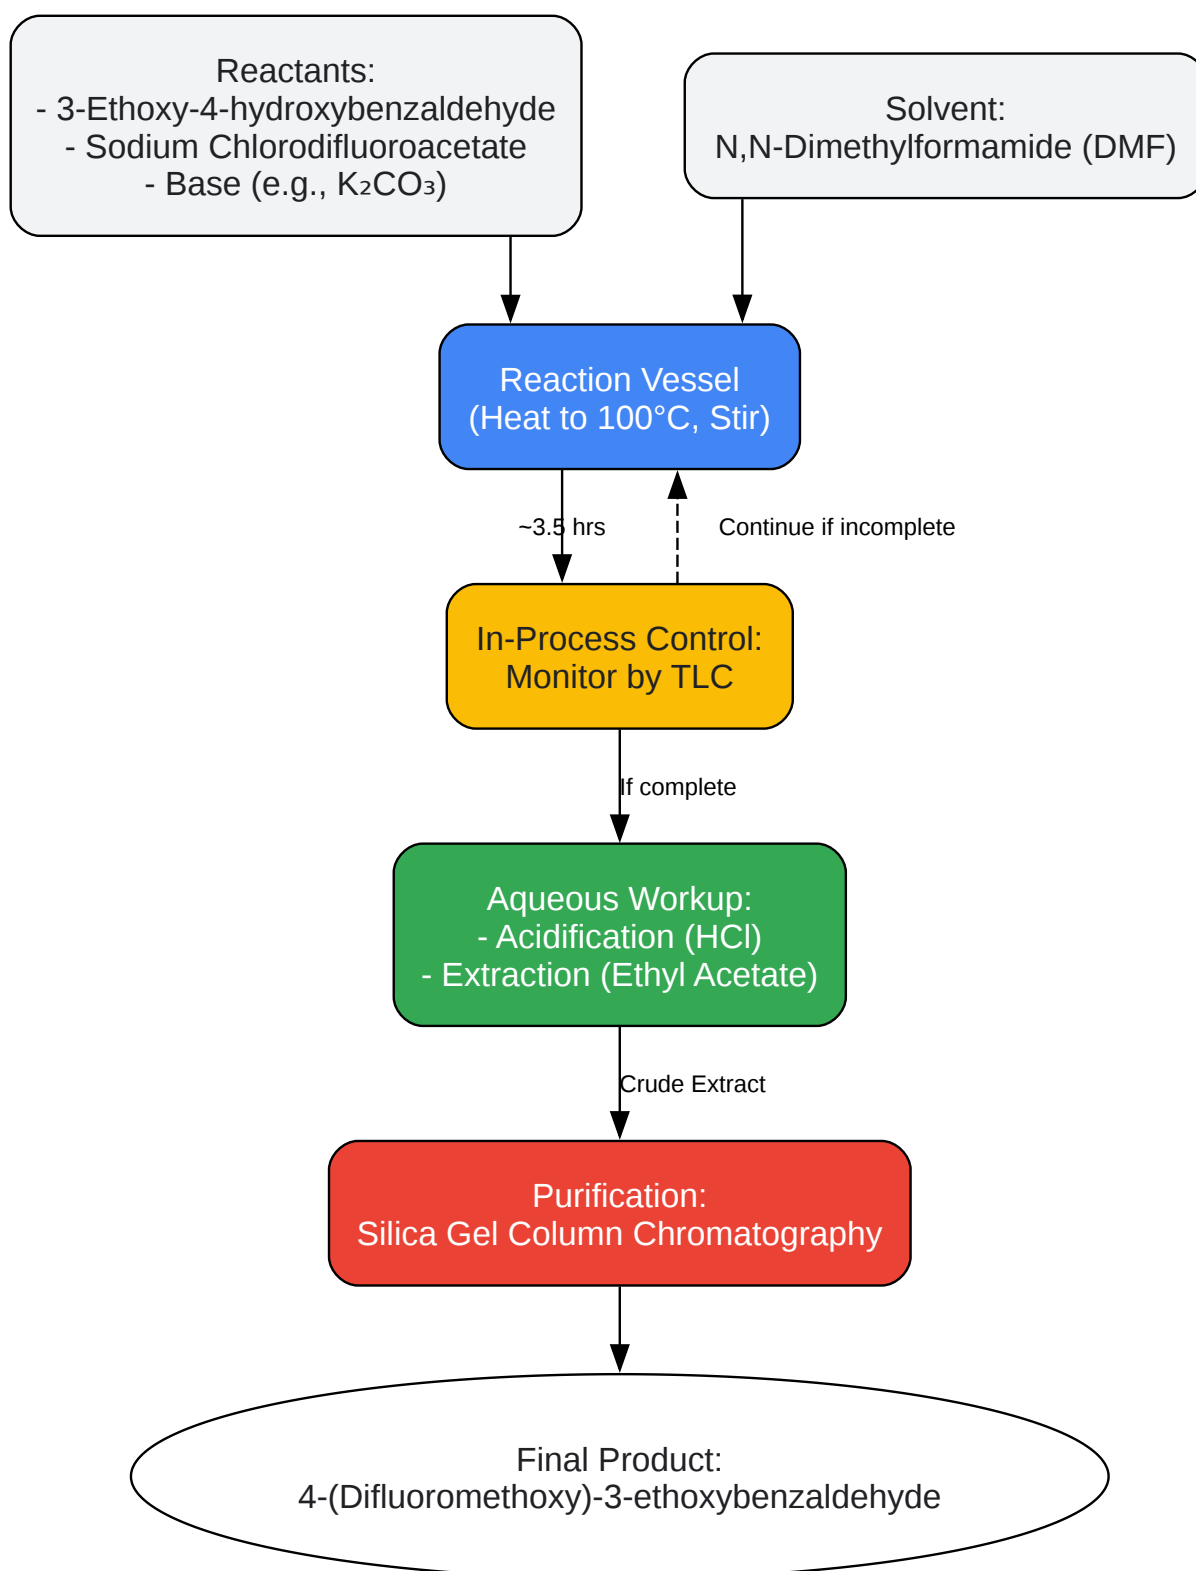 Reactants:
- 3-Ethoxy-4-hydroxybenzaldehyde
- Sodium Chlorodifluoroacetate
- Base (e.g., K₂CO₃)
Solvent:
N,N-Dimethylformamide (DMF)
Reaction Vessel
(Heat to 100°C, Stir)
~3.5 hrs
Continue if incomplete
In-Process Control:
Monitor by TLC
If complete
Aqueous Workup:
- Acidification (HCl)
- Extraction (Ethyl Acetate)
Crude Extract
Purification:
Silica Gel Column Chromatography
Final Product:
4-(Difluoromethoxy)-3-ethoxybenzaldehyde